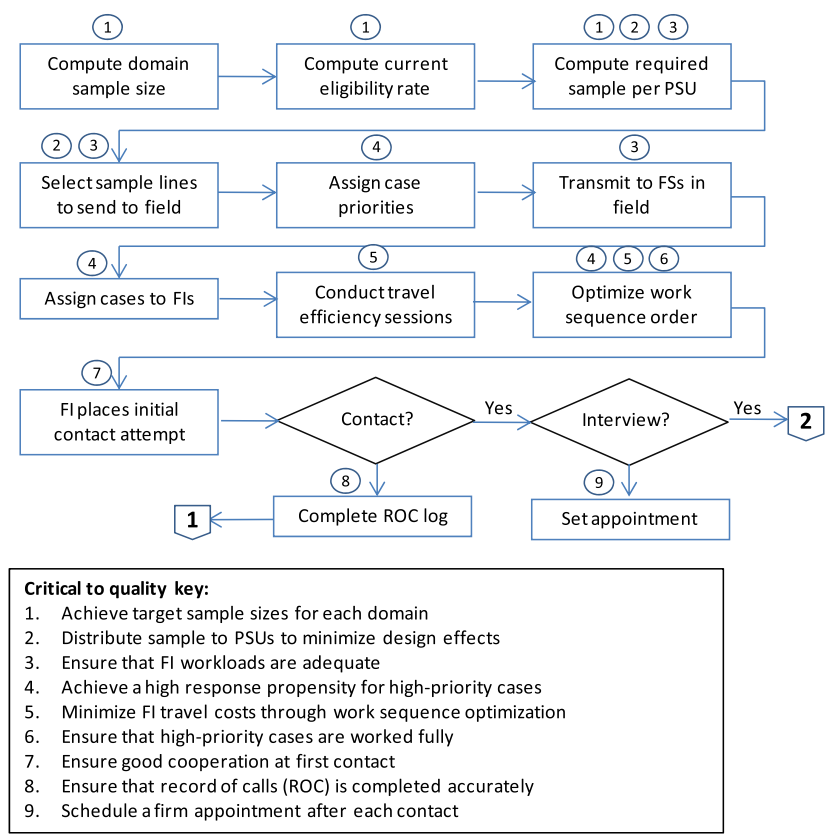 1
1
1 2 3
Compute domain
sample size
Compute current
eligibility rate
Compute required
sample per PSU
2 3
4
3
Select sample lines
to send to field
Assign case
priorities
Transmit to FSs in
field
4
5
4 5 6
Assign cases to FIs
Conduct travel
efficiency sessions
Optimize work
sequence order
7
FI places initial
contact attempt
Contact?
Yes
Interview?
Yes
2
8
9
1
Complete ROC log
Set appointment
Critical to quality key:
1. Achieve target sample sizes for each domain
2. Distribute sample to PSUs to minimize design effects
3. Ensure that FI workloads are adequate
4. Achieve a high response propensity for high-priority cases
5. Minimize FI travel costs through work sequence optimization
6. Ensure that high-priority cases are worked fully
7. Ensure good cooperation at first contact
8. Ensure that record of calls (ROC) is completed accurately
9. Schedule a firm appointment after each contact